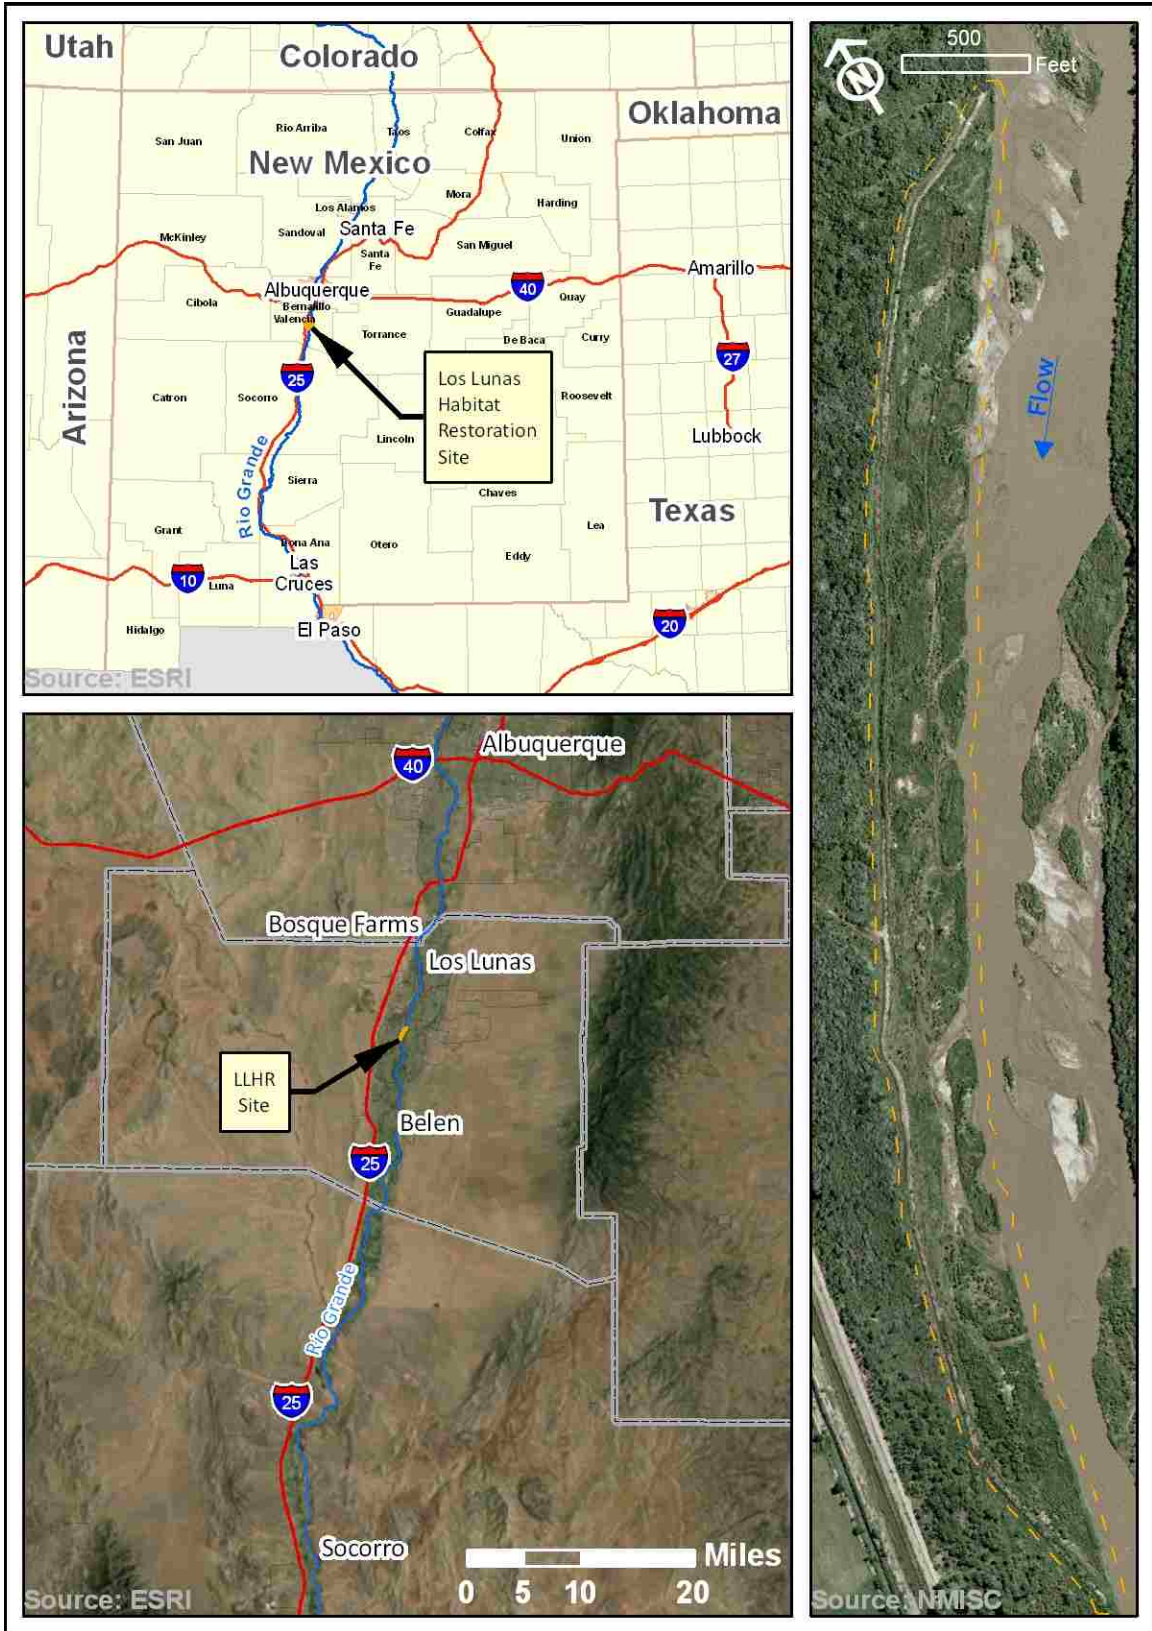 Utah
Colorado
Oklahoma
San Juan
Rio Arriba
Taos
Colfax
Union
New Mexico
Mora
Harding
Los Alamos
Sandoval
Santa Fe
McKinley
San Miguel
Santa
Fe
Amarillo
Albuquerque
40
Cibola
Bernalillo
Quay
Guadalupe
Valencia
Torrance
De Baca
Curry
27
Arizona
25
Los Lunas
Habitat
Restoration
Site
Catron
Socorro
Roosevelt
Lincoln
Lubbock
Rio Grande
Sierra
Chaves
Texas
Lea
Grant
Dona Ana
Otero
Eddy
Las
Cruces
10
Luna
Hidalgo
El Paso
20
Source: ESRI
Albuquerque
40
Bosque Farms
Los Lunas
LLHR
Site
Belen
25
Rio Grande
25
Socorro
Miles
0 5 10 20
Source: ESRI
500
Feet
N
Flow
Source: NMISC